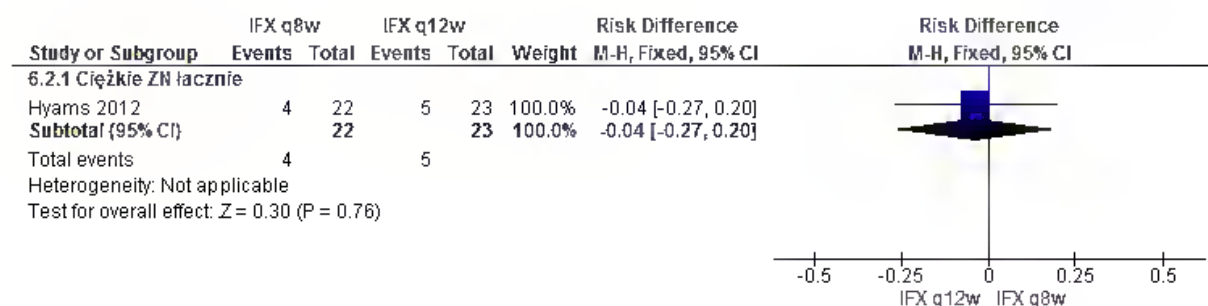 IFX q8w IFX q12w Risk Difference Risk Difference
Study or Subgroup Events Total Events Total Weight M-H, Fixed, 95% CI M-H, Fixed, 95% CI
6.2.1 Ciężkie ZN łacznie
Hyams 2012 4 22 5 23 100.0% -0.04 [-0.27, 0.20]
Subtotal (95% CI) 22 23 100.0% -0.04 [-0.27, 0.20]
Total events 4 5
Heterogeneity: Not applicable
Test for overall effect: Z = 0.30 (P = 0.76)
-0.5 -0.25 0 0.25 0.5
IFX q12w IFX q8w